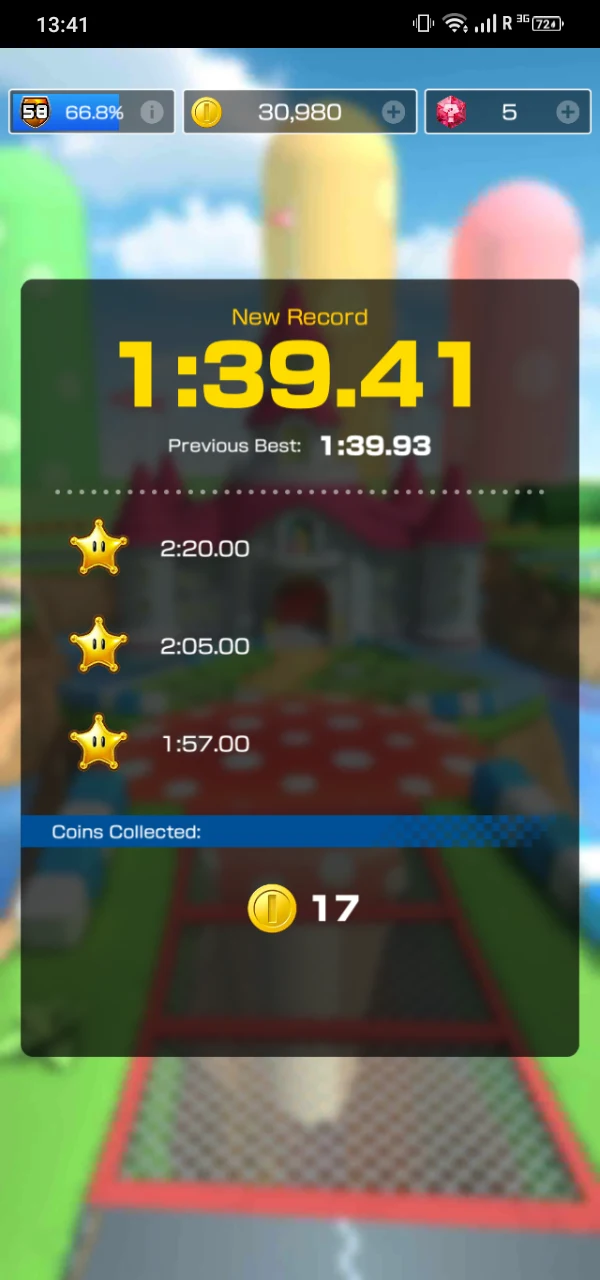 13:41 R 3G 72
58 66.8% i 30,980 + 5 +
New Record
1:39.41
Previous Best: 1:39.93
2:20.00
2:05.00
1:57.00
Coins Collected:
17